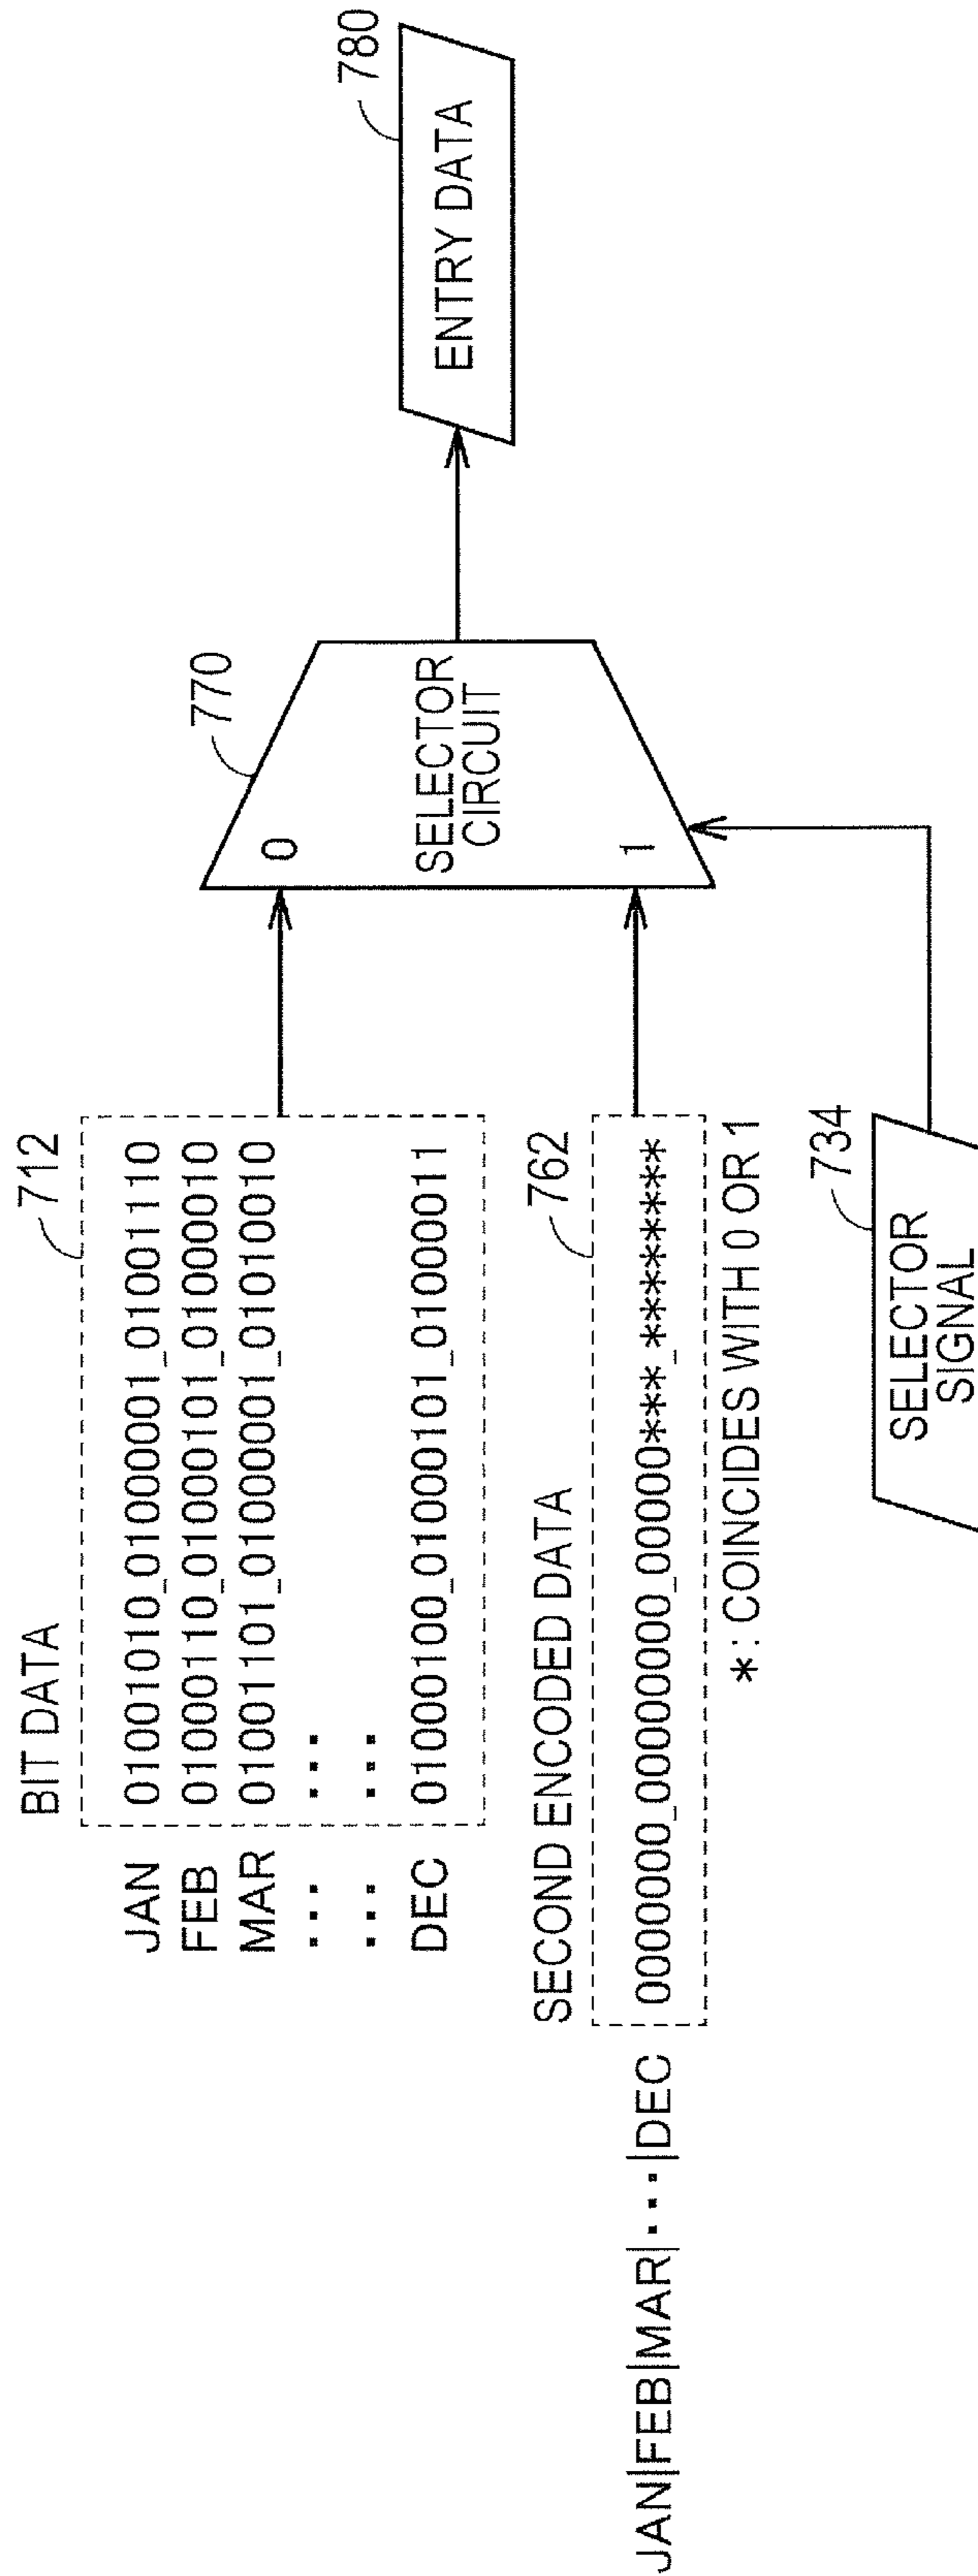 BIT DATA
712
JAN 01001010_01000001_01001110
FEB 01000110_01000101_01000010
MAR 01001101_01000001_01010010
... ...
... ...
DEC 01000100_01000101_01000011
SECOND ENCODED DATA
762
JAN|FEB|MAR|...|DEC 0000000_00000000_00000***_********
*: COINCIDES WITH 0 OR 1
734
SELECTOR
SIGNAL
770
0
1
SELECTOR
CIRCUIT
780
ENTRY DATA